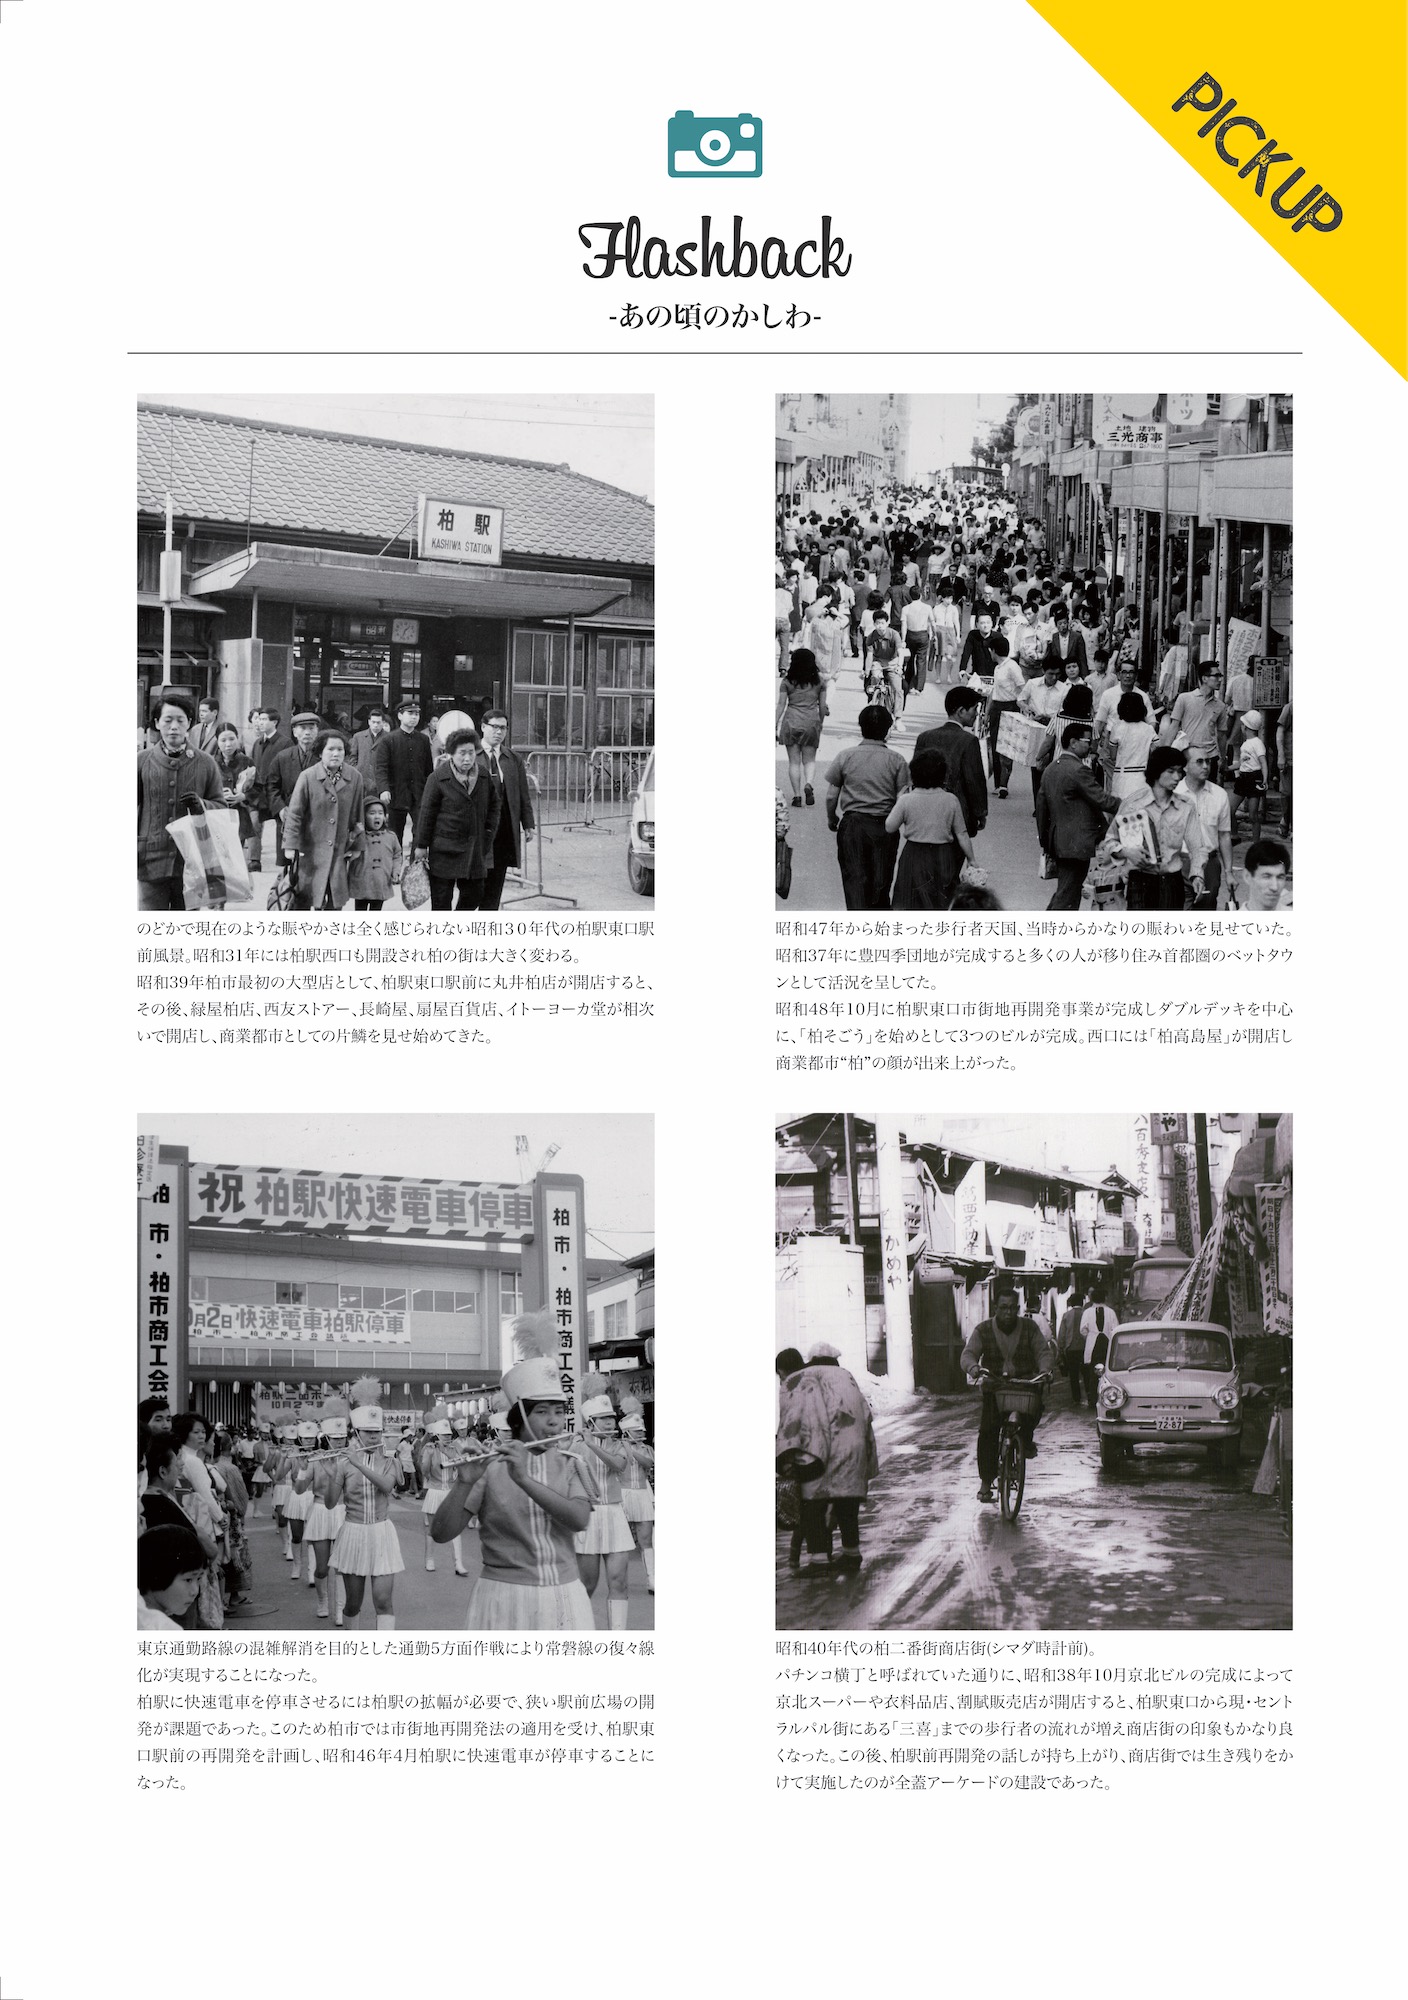 PICKUP
Flashback
-あの頃のかしわ-
柏 駅
KASHIWA STATION
のどかで現在のような賑やかさは全く感じられない昭和３０年代の柏駅東口駅
前風景。昭和31年には柏駅西口も開設され柏の街は大きく変わる。
昭和39年柏市最初の大型店として、柏駅東口駅前に丸井柏店が開店すると、
その後、緑屋柏店、西友ストアー、長崎屋、扇屋百貨店、イトーヨーカ堂が相次
いで開店し、商業都市としての片鱗を見せ始めてきた。
土地 建物
三光商事
昭和47年から始まった歩行者天国、当時からかなりの賑わいを見せていた。
昭和37年に豊四季団地が完成すると多くの人が移り住み首都圏のベットタウ
ンとして活況を呈してた。
昭和48年10月に柏駅東口市街地再開発事業が完成しダブルデッキを中心
に、「柏そごう」を始めとして3つのビルが完成。西口には「柏高島屋」が開店し
商業都市“柏”の顔が出来上がった。
祝 柏駅快速電車停車
柏市・柏市商工会議所
柏市・柏市商工会
月2日快速電車柏駅停車
東京通勤路線の混雑解消を目的とした通勤5方面作戦により常磐線の復々線
化が実現することになった。
柏駅に快速電車を停車させるには柏駅の拡幅が必要で、狭い駅前広場の開
発が課題であった。このため柏市では市街地再開発法の適用を受け、柏駅東
口駅前の再開発を計画し、昭和46年4月柏駅に快速電車が停車することに
なった。
八百秀支店
西不動産
かめや
72-87
昭和40年代の柏二番街商店街(シマダ時計前)。
パチンコ横丁と呼ばれていた通りに、昭和38年10月京北ビルの完成によって
京北スーパーや衣料品店、割賦販売店が開店すると、柏駅東口から現・セント
ラルパル街にある「三喜」までの歩行者の流れが増え商店街の印象もかなり良
くなった。この後、柏駅前再開発の話しが持ち上がり、商店街では生き残りをか
けて実施したのが全蓋アーケードの建設であった。